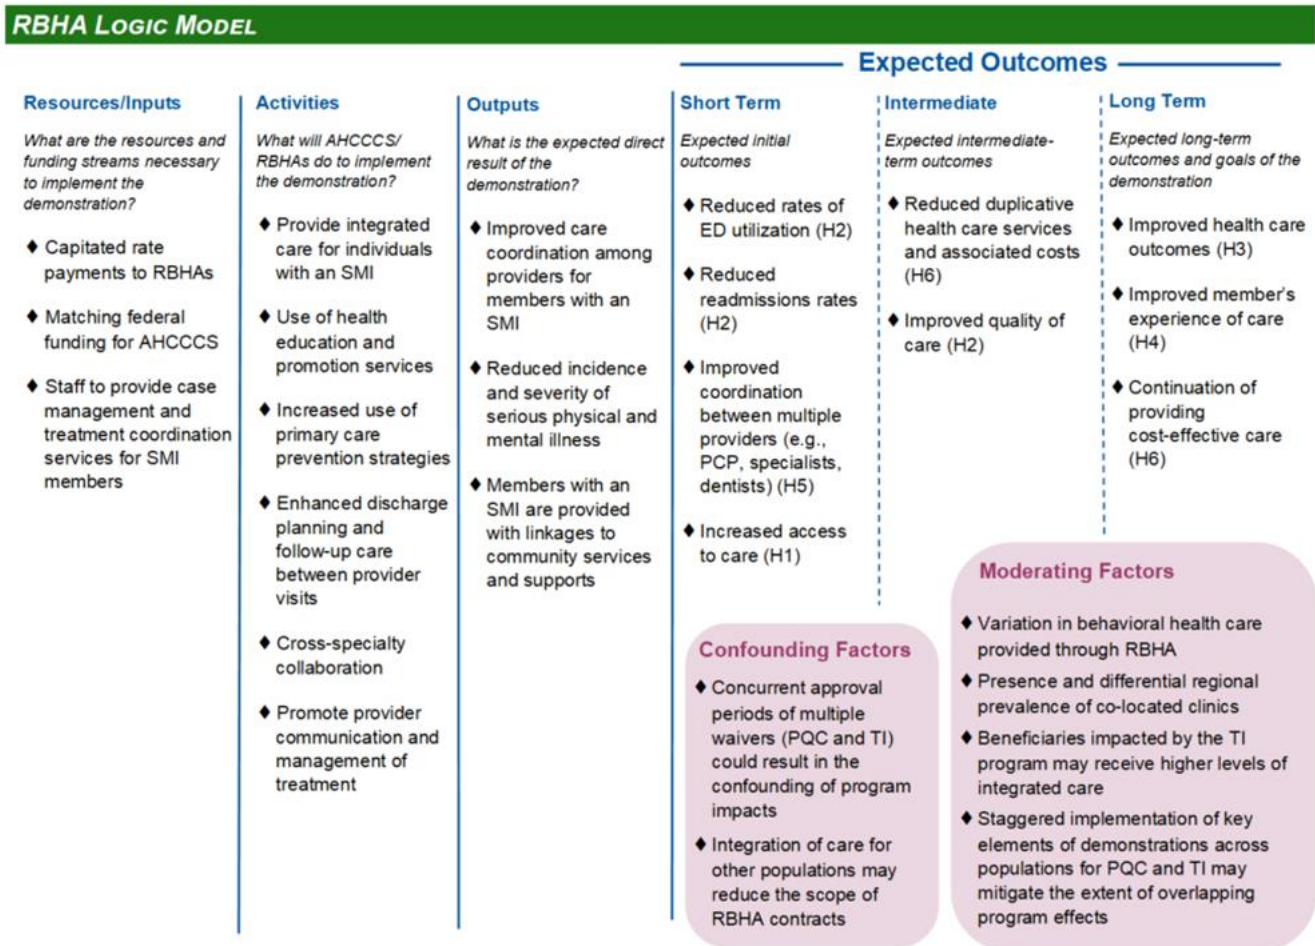 RBHA LOGIC MODEL
Expected Outcomes
Resources/Inputs
What are the resources and
funding streams necessary
to implement the
demonstration?
♦ Capitated rate
payments to RBHAs
♦ Matching federal
funding for AHCCCS
♦ Staff to provide case
management and
treatment coordination
services for SMI
members
Activities
What will AHCCCS/
RBHAs do to implement
the demonstration?
♦ Provide integrated
care for individuals
with an SMI
♦ Use of health
education and
promotion services
♦ Increased use of
primary care
prevention strategies
♦ Enhanced discharge
planning and
follow-up care
between provider
visits
♦ Cross-specialty
collaboration
♦ Promote provider
communication and
management of
treatment
Outputs
What is the expected direct
result of the
demonstration?
♦ Improved care
coordination among
providers for
members with an
SMI
♦ Reduced incidence
and severity of
serious physical and
mental illness
♦ Members with an
SMI are provided
with linkages to
community services
and supports
Short Term
Expected initial
outcomes
♦ Reduced rates of
ED utilization (H2)
♦ Reduced
readmissions rates
(H2)
♦ Improved
coordination
between multiple
providers (e.g.,
PCP, specialists,
dentists) (H5)
♦ Increased access
to care (H1)
Intermediate
Expected intermediate-
term outcomes
♦ Reduced duplicative
health care services
and associated costs
(H6)
♦ Improved quality of
care (H2)
Long Term
Expected long-term
outcomes and goals of the
demonstration
♦ Improved health care
outcomes (H3)
♦ Improved member's
experience of care
(H4)
♦ Continuation of
providing
cost-effective care
(H6)
Confounding Factors
♦ Concurrent approval
periods of multiple
waivers (PQC and TI)
could result in the
confounding of program
impacts
♦ Integration of care for
other populations may
reduce the scope of
RBHA contracts
Moderating Factors
♦ Variation in behavioral health care
provided through RBHA
♦ Presence and differential regional
prevalence of co-located clinics
♦ Beneficiaries impacted by the TI
program may receive higher levels of
integrated care
♦ Staggered implementation of key
elements of demonstrations across
populations for PQC and TI may
mitigate the extent of overlapping
program effects